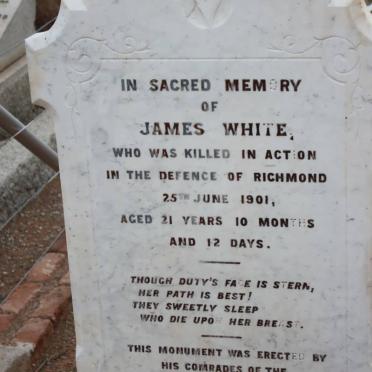 IN SACRED MEMORY
OF
JAMES WHITE,
WHO WAS KILLED IN ACTION
IN THE DEFENCE OF RICHMOND
25TH JUNE 1901,
AGED 21 YEARS 10 MONTHS
AND 12 DAYS.
THOUGH DUTY'S FACE IS STERN,
HER PATH IS BEST!
THEY SWEETLY SLEEP
WHO DIE UPON HER BREAST.
THIS MONUMENT WAS ERECTED BY
HIS COMRADES OF THE